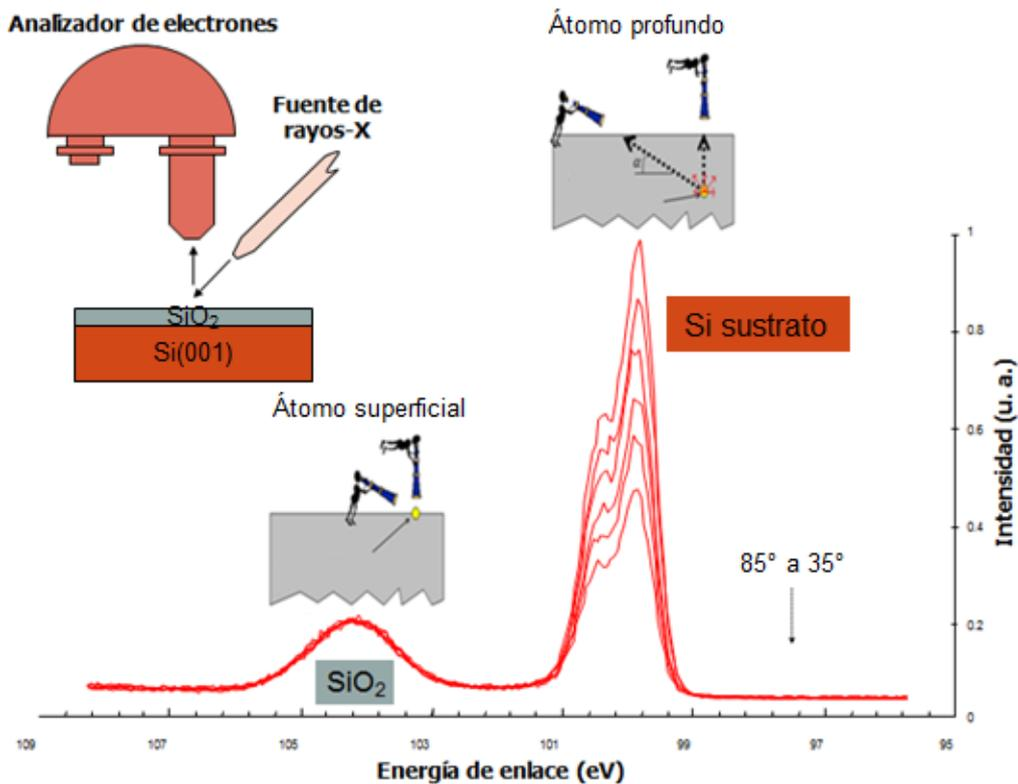 Analizador de electrones
Fuente de
rayos-X
SiO2
Si(001)
Átomo profundo
α
Si sustrato
Átomo superficial
85° a 35°
SiO2
1
0.8
0.6
0.4
0.2
0
Intensidad (u. a.)
109 107 105 103 101 99 97 95
Energía de enlace (eV)